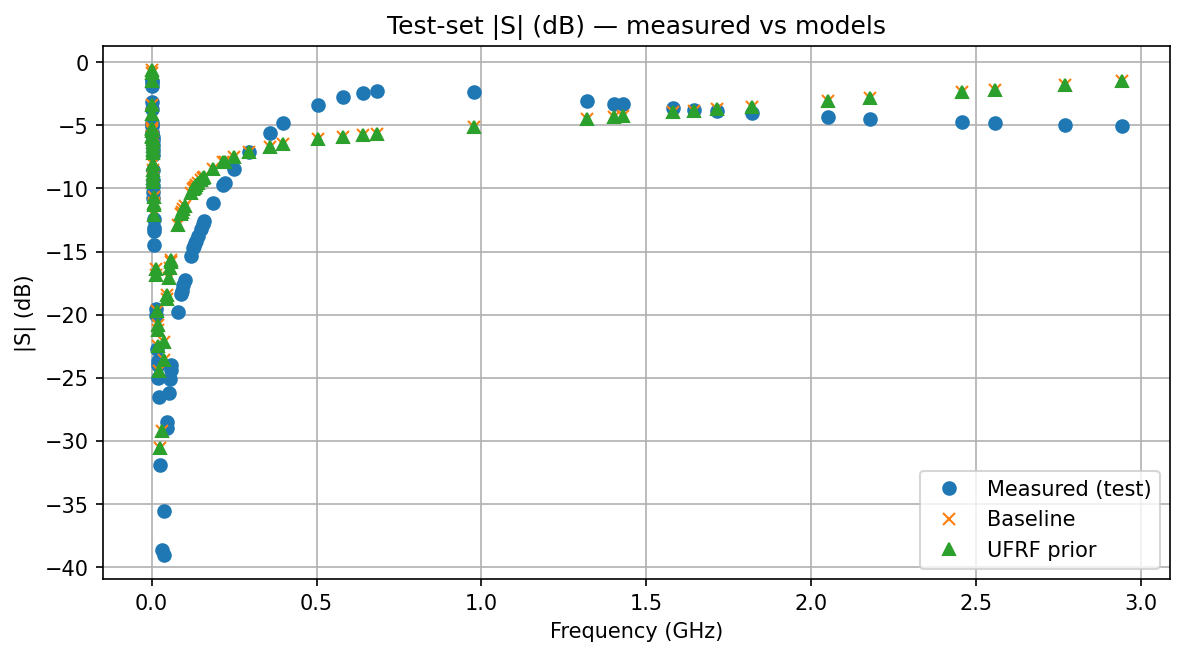 Test-set |S| (dB) — measured vs models
|S| (dB)
0
−5
−10
−15
−20
−25
−30
−35
−40
0.0 0.5 1.0 1.5 2.0 2.5 3.0
Frequency (GHz)
Measured (test)
Baseline
UFRF prior